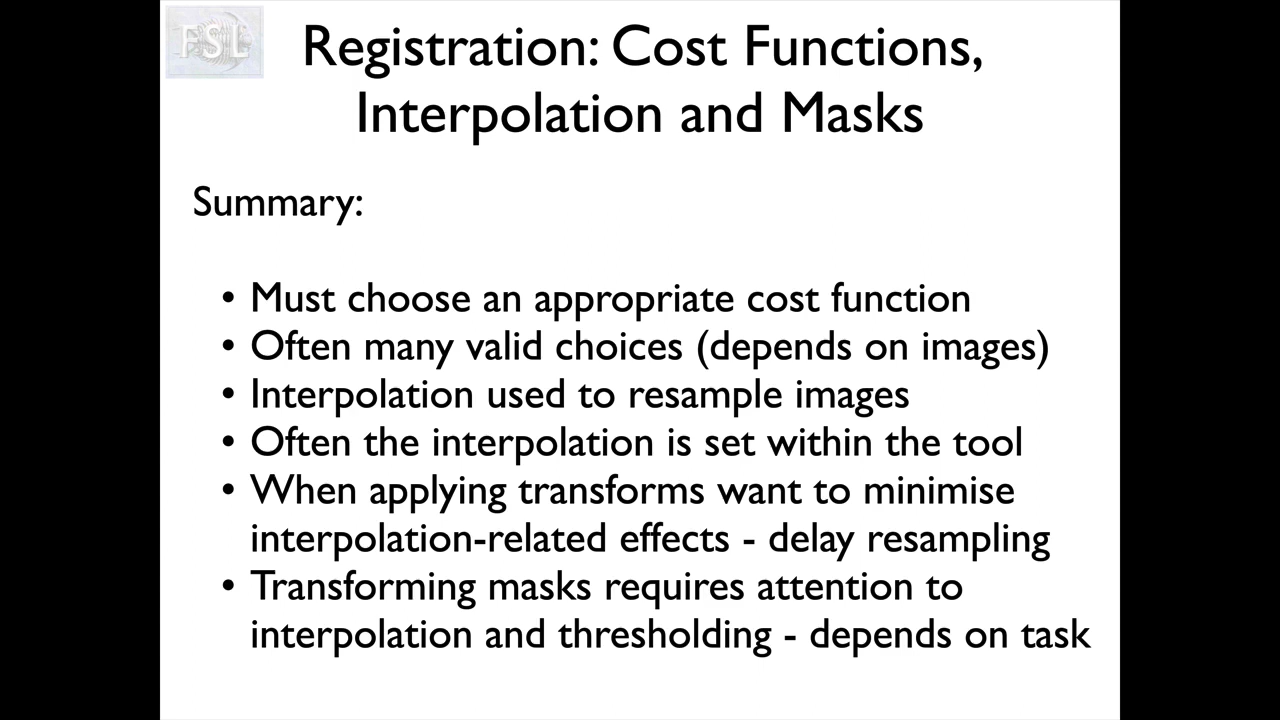 FSL
Registration: Cost Functions,
Interpolation and Masks
Summary:
• Must choose an appropriate cost function
• Often many valid choices (depends on images)
• Interpolation used to resample images
• Often the interpolation is set within the tool
• When applying transforms want to minimise
interpolation-related effects - delay resampling
• Transforming masks requires attention to
interpolation and thresholding - depends on task